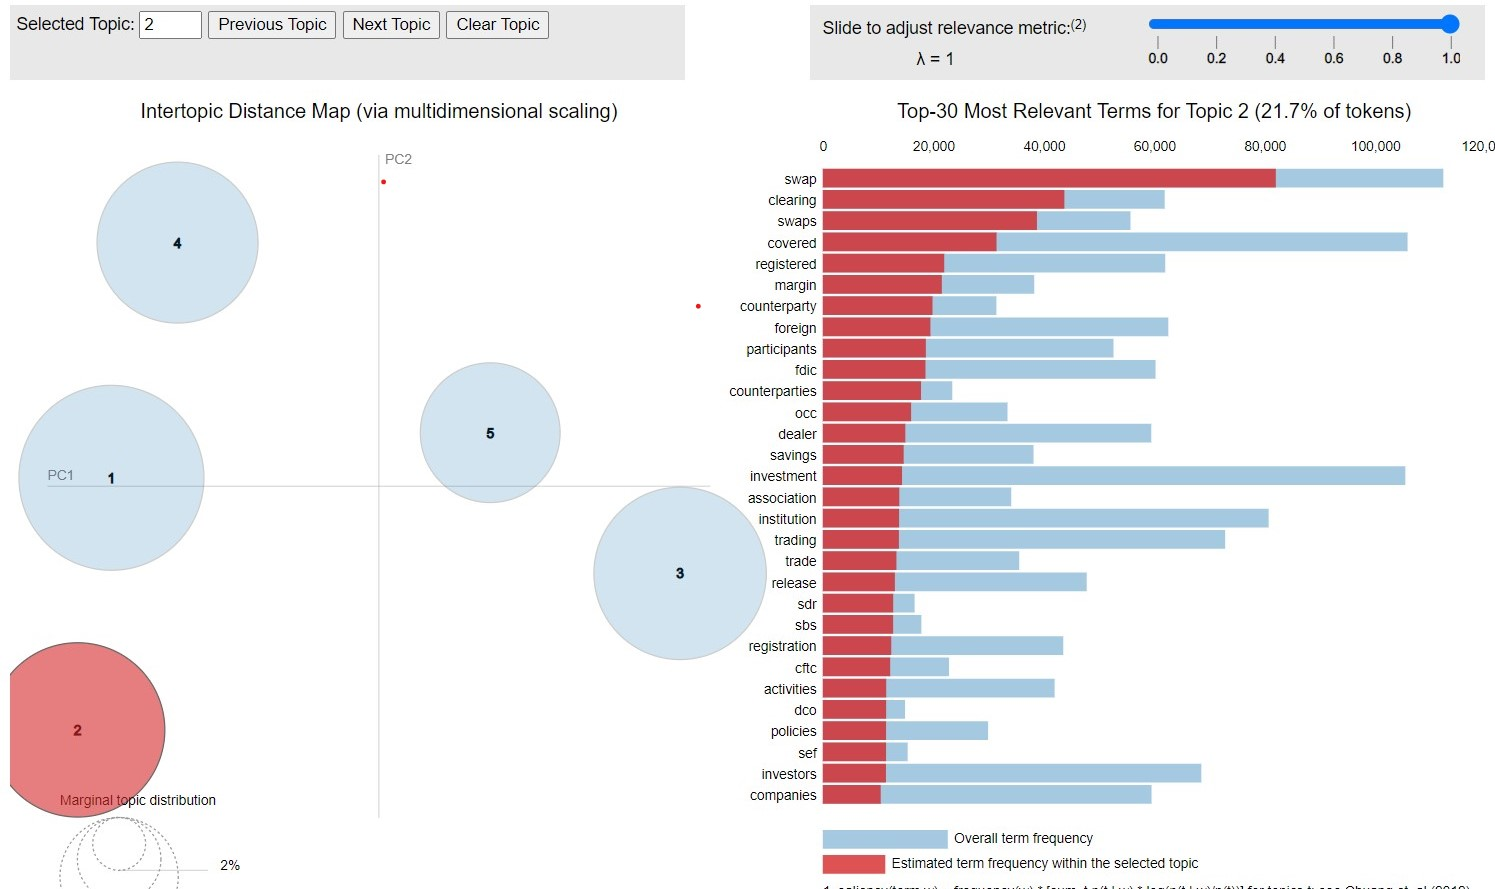 Selected Topic: 2 Previous Topic Next Topic Clear Topic
Slide to adjust relevance metric:(2)
λ = 1
0.0 0.2 0.4 0.6 0.8 1.0
Intertopic Distance Map (via multidimensional scaling)
PC2
4
5
PC1
1
3
2
Marginal topic distribution
2%
Top-30 Most Relevant Terms for Topic 2 (21.7% of tokens)
0 20,000 40,000 60,000 80,000 100,000 120,0
swap
clearing
swaps
covered
registered
margin
counterparty
foreign
participants
fdic
counterparties
occ
dealer
savings
investment
association
institution
trading
trade
release
sdr
sbs
registration
cftc
activities
dco
policies
sef
investors
companies
Overall term frequency
Estimated term frequency within the selected topic